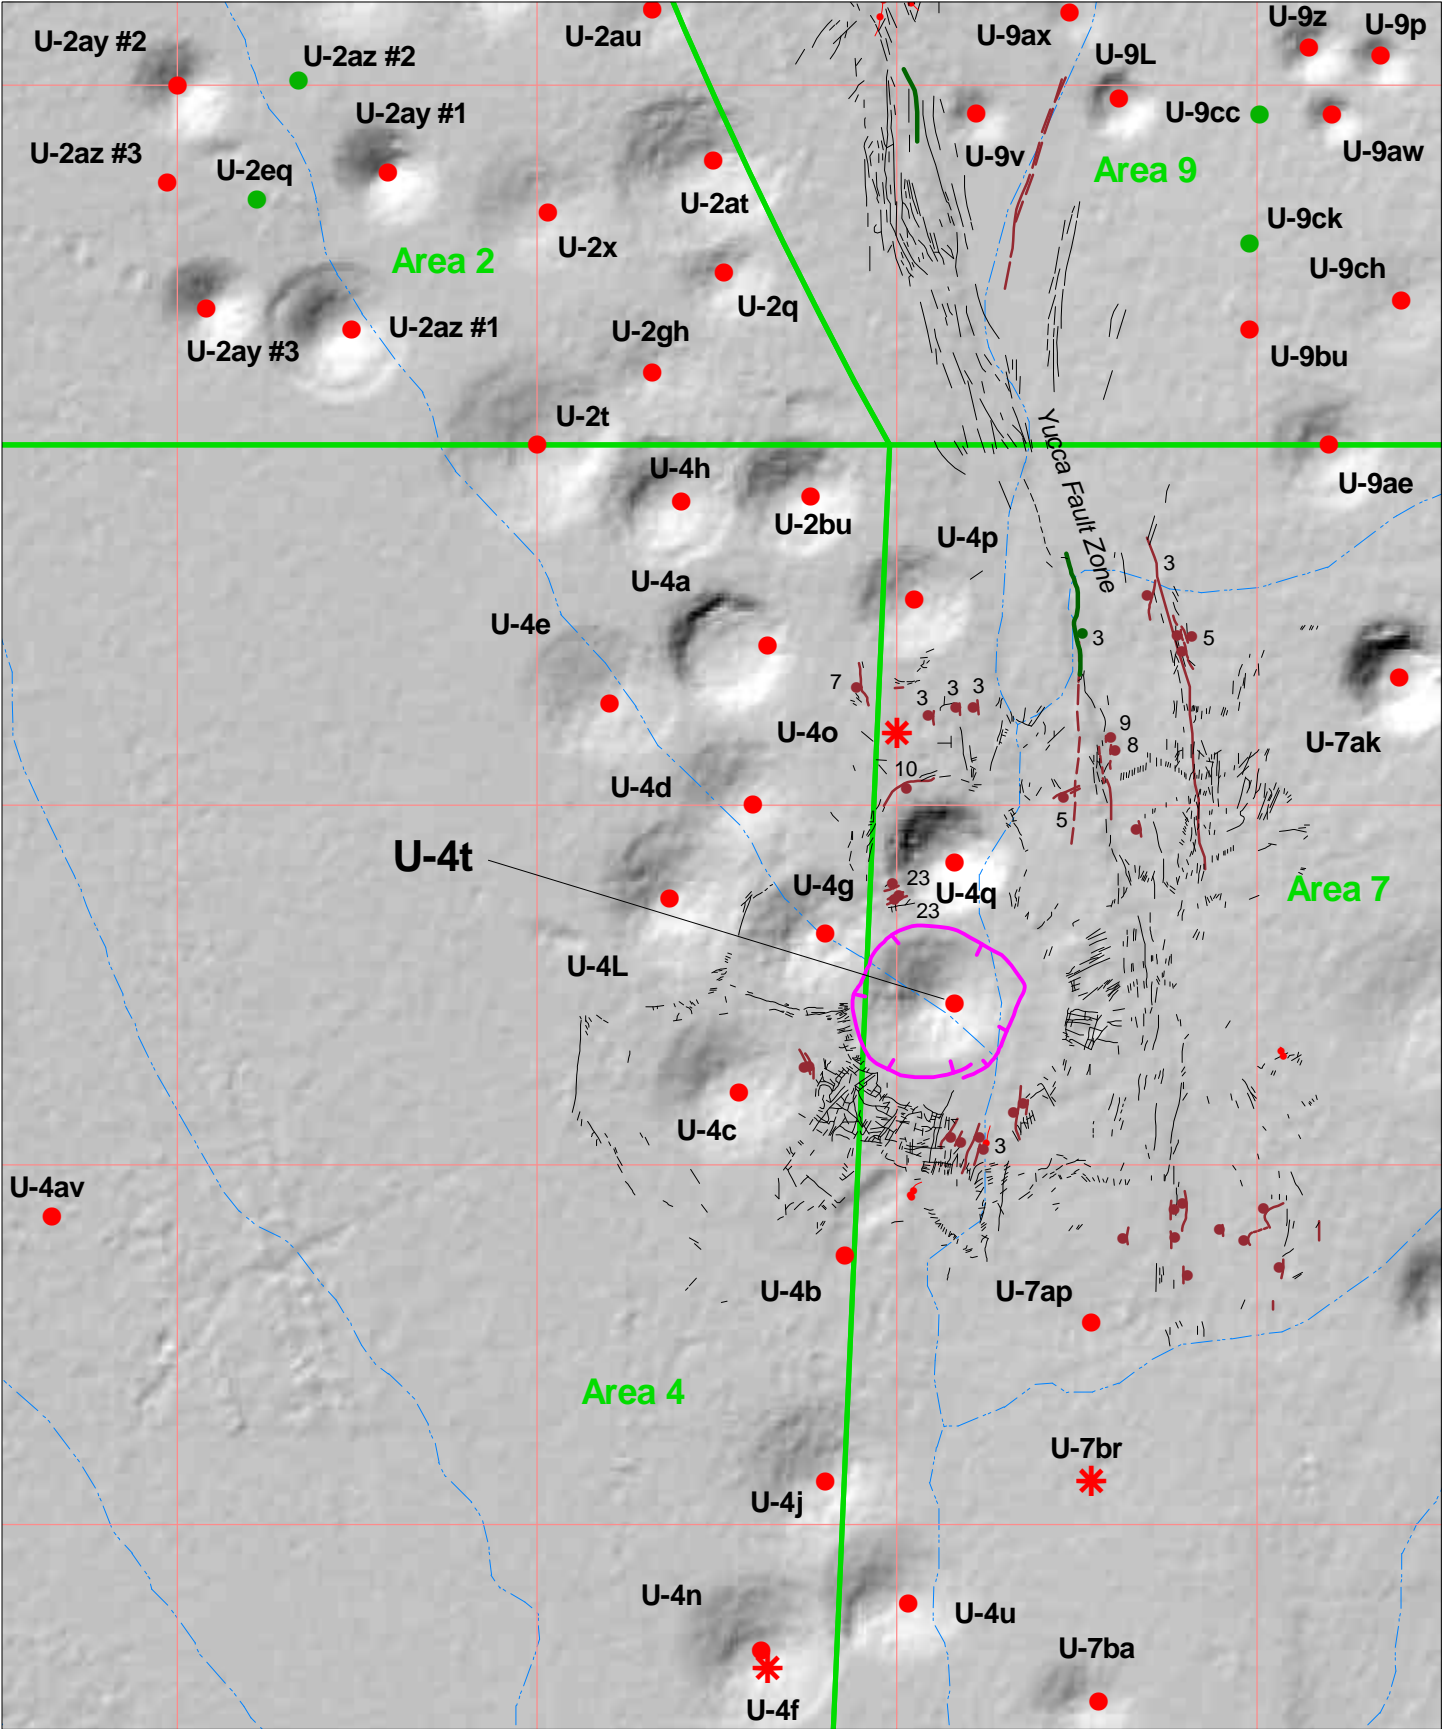 U-2au
U-9z
U-9p
U-2ay #2
U-2az #2
U-9ax
U-9L
U-2ay #1
U-9cc
U-2az #3
U-2eq
U-9v
Area 9
U-9aw
U-2at
U-9ck
U-2x
Area 2
U-9ch
U-2q
U-2az #1
U-2gh
U-2ay #3
U-9bu
U-2t
Yucca Fault Zone
U-4h
U-9ae
U-2bu
U-4p
3
U-4a
U-4e
3
5
7
3
3
3
U-4o
9
8
U-7ak
10
U-4d
5
U-4t
23
U-4g
U-4q
Area 7
23
U-4L
U-4c
3
U-4av
U-4b
U-7ap
Area 4
U-7br
U-4j
U-4n
U-4u
U-7ba
U-4f